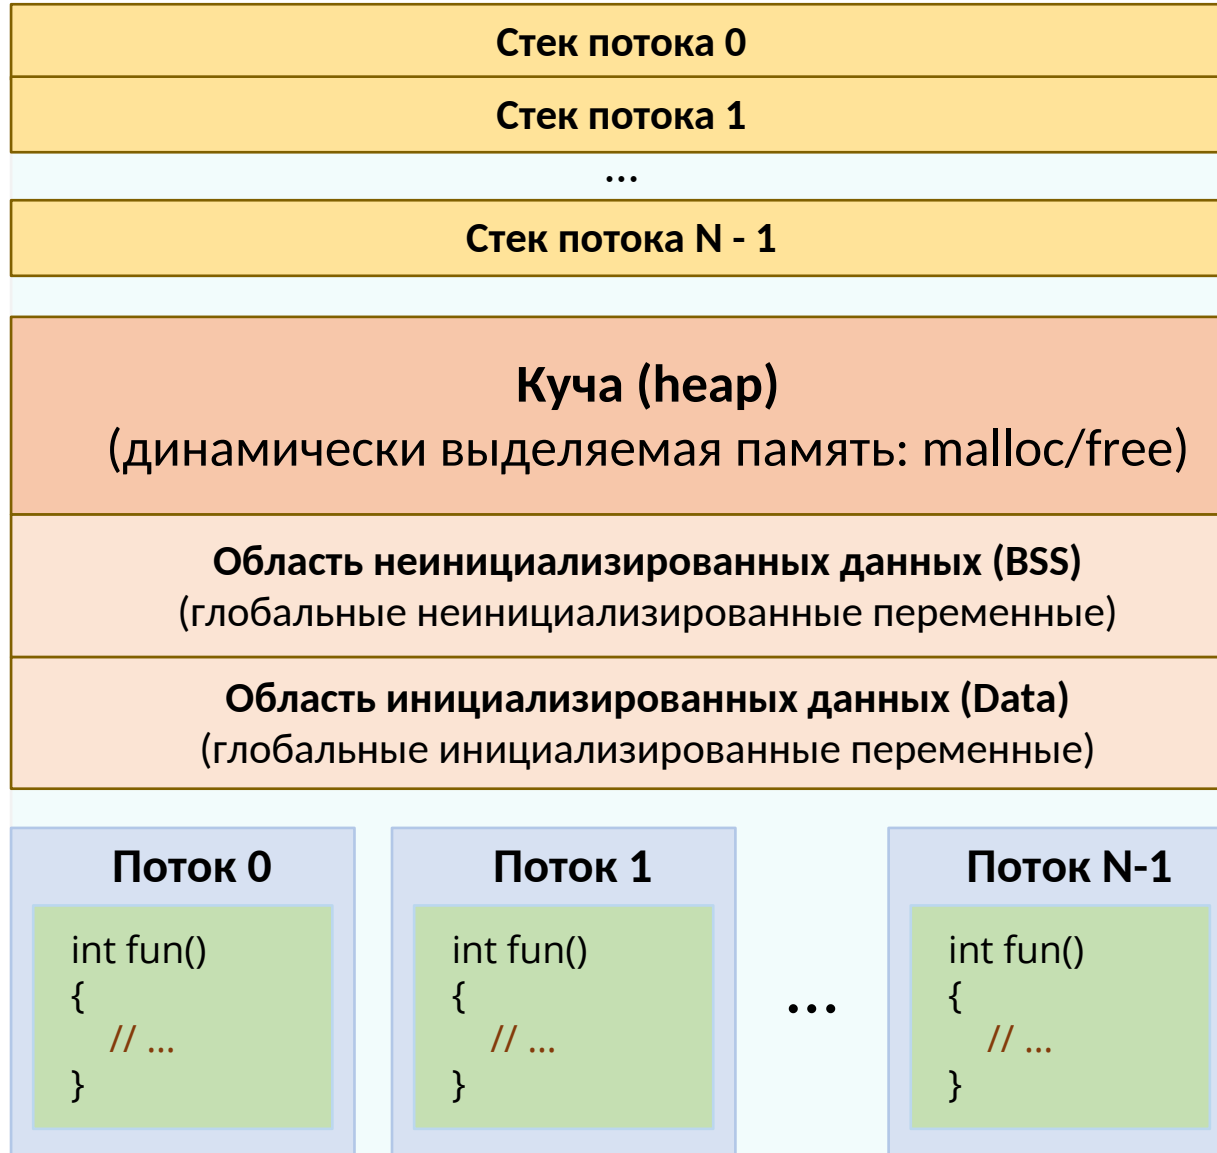 Стек потока 0
Стек потока 1
...
Стек потока N - 1
Куча (heap)
(динамически выделяемая память: malloc/free)
Область неинициализированных данных (BSS)
(глобальные неинициализированные переменные)
Область инициализированных данных (Data)
(глобальные инициализированные переменные)
Поток 0
int fun()
{
// ...
}
Поток 1
int fun()
{
// ...
}
...
Поток N-1
int fun()
{
// ...
}